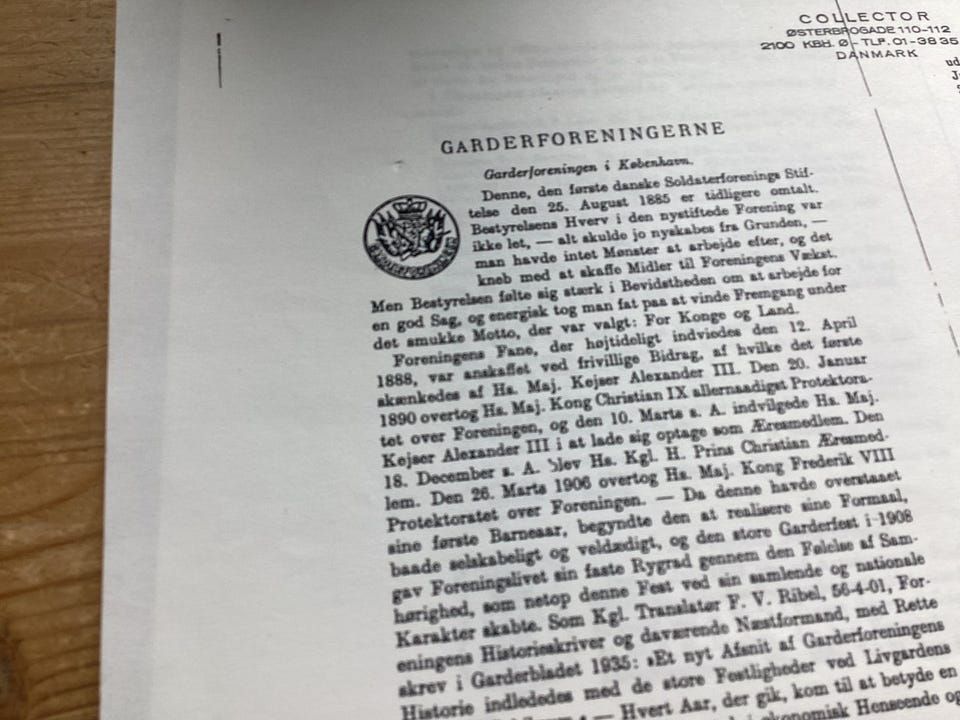 COLLECTOR
ØSTERBROGADE 110-112
2100 KBH. Ø - TLF. 01-38 35
DANMARK
ud
GARDERFORENINGERNE
Garderforeningen i København.
Denne, den første danske Soldaterforenings Stif-
telse den 25. August 1885 er tidligere omtalt.
Bestyrelsens Hverv i den nystiftede Forening var
ikke let, — alt skulde jo nyskabes fra Grunden, —
man havde intet Mønster at arbejde efter, og det
kneb med at skaffe Midler til Foreningens Vækst.
Men Bestyrelsen følte sig stærk i Bevidstheden om at arbejde for
en god Sag, og energisk tog man fat paa at vinde Fremgang under
det smukke Motto, der var valgt: For Konge og Land.
Foreningens Fane, der højtideligt indviedes den 12. April
1888, var anskaffet ved frivillige Bidrag, af hvilke det første
skænkedes af Hs. Maj. Kejser Alexander III. Den 20. Januar
1890 overtog Hs. Maj. Kong Christian IX allernaadigst Protektora-
tet over Foreningen, og den 10. Marts s. A. indvilgede Hs. Maj.
Kejser Alexander III i at lade sig optage som Æresmedlem. Den
18. December s. A. blev Hs. Kgl. H. Prins Christian Æresmed-
lem. Den 26. Marts 1906 overtog Hs. Maj. Kong Frederik VIII
Protektoratet over Foreningen. — Da denne havde overstaaet
sine første Barneaar, begyndte den at realisere sine Formaal,
baade selskabeligt og veldædigt, og den store Garderfest i 1908
gav Foreningslivet sin faste Rygrad gennem den Følelse af Sam-
hørighed, som netop denne Fest ved sin samlende og nationale
Karakter skabte. Som Kgl. Translatør F. V. Ribel, 56-4-01, For-
eningens Historieskriver og daværende Næstformand, med Rette
skrev i Garderbladet 1935: »Et nyt Afsnit af Garderforeningens
Historie indlededes med de store Festligheder ved Livgardens
— Hvert Aar, der gik, kom til at betyde en
økonomisk Henseende og